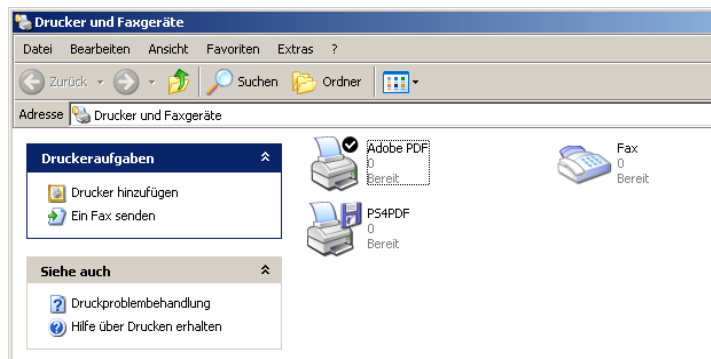 Drucker und Faxgeräte
Datei Bearbeiten Ansicht Favoriten Extras ?
Zurück Suchen Ordner
Adresse Drucker und Faxgeräte
Druckeraufgaben
Drucker hinzufügen
Ein Fax senden
Siehe auch
Druckproblembehandlung
Hilfe über Drucken erhalten
Adobe PDF
0
Bereit
Fax
0
Bereit
PS4PDF
0
Bereit